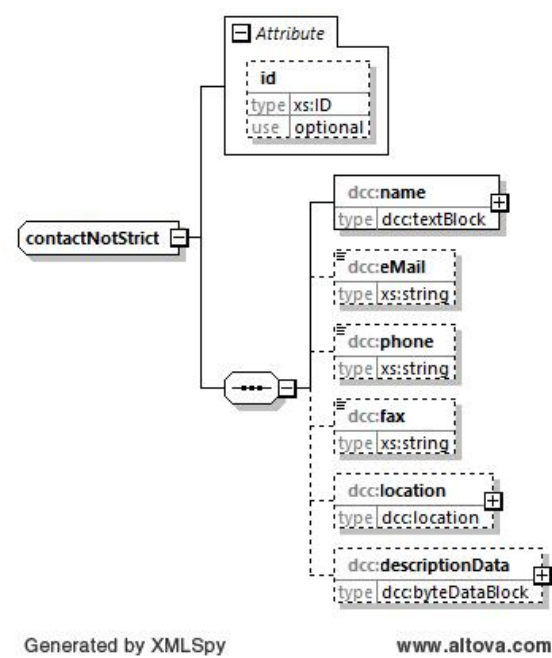 Attribute
id
type xs:ID
use optional
contactNotStrict
dcc:name
type dcc:textBlock
dcc:eMail
type xs:string
dcc:phone
type xs:string
dcc:fax
type xs:string
dcc:location
type dcc:location
dcc:descriptionData
type dcc:byteDataBlock
Generated by XMLSpy www.altova.com